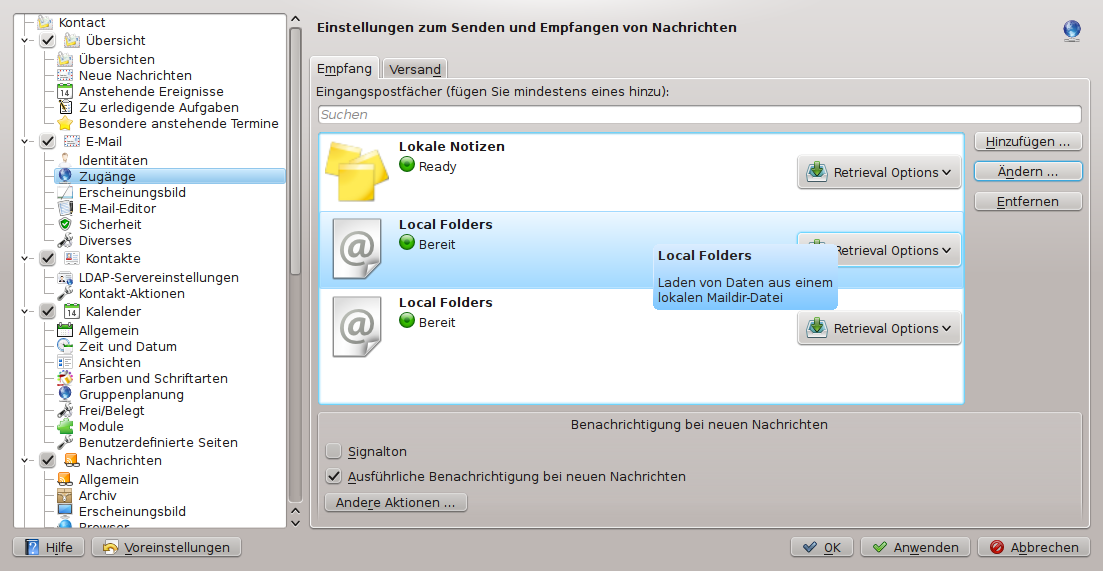 Kontact
Übersicht
Übersichten
Neue Nachrichten
14 Anstehende Ereignisse
Zu erledigende Aufgaben
Besondere anstehende Termine
E-Mail
Identitäten
Zugänge
Erscheinungsbild
E-Mail-Editor
Sicherheit
Diverses
Kontakte
LDAP-Servereinstellungen
Kontakt-Aktionen
14 Kalender
Allgemein
Zeit und Datum
Ansichten
Farben und Schriftarten
Gruppenplanung
Frei/Belegt
Module
Benutzerdefinierte Seiten
Nachrichten
Allgemein
Archiv
Erscheinungsbild
Browser
Einstellungen zum Senden und Empfangen von Nachrichten
Empfang Versand
Eingangspostfächer (fügen Sie mindestens eines hinzu):
Suchen
Lokale Notizen
Ready
Retrieval Options
@ Local Folders
Bereit
Retrieval Options
Local Folders
Laden von Daten aus einem
lokalen Maildir-Datei
@ Local Folders
Bereit
Retrieval Options
Hinzufügen ...
Ändern ...
Entfernen
Benachrichtigung bei neuen Nachrichten
Signalton
Ausführliche Benachrichtigung bei neuen Nachrichten
Andere Aktionen ...
? Hilfe Voreinstellungen OK Anwenden Abbrechen